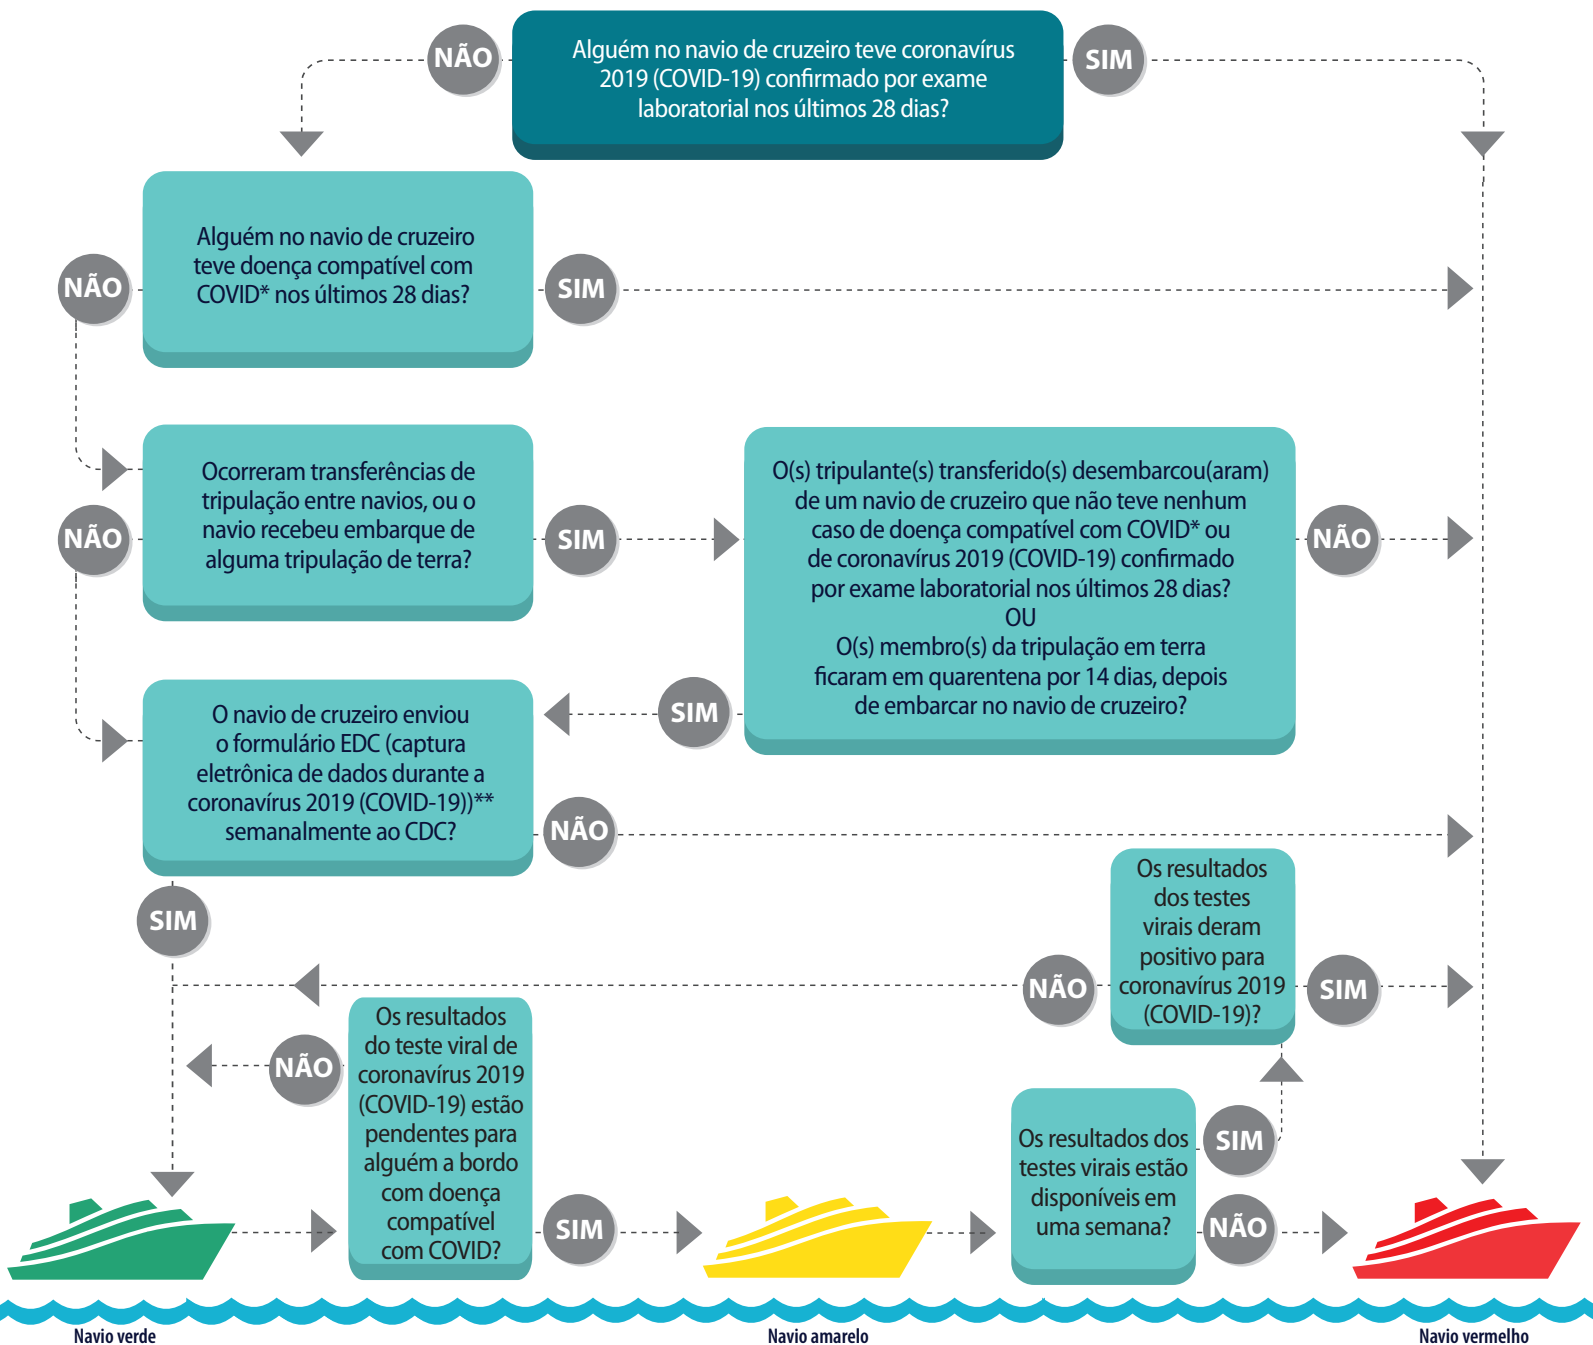 NÃO
Alguém no navio de cruzeiro teve coronavírus
2019 (COVID-19) confirmado por exame
laboratorial nos últimos 28 dias?
SIM
NÃO
Alguém no navio de cruzeiro
teve doença compatível com
COVID* nos últimos 28 dias?
SIM
NÃO
Ocorreram transferências de
tripulação entre navios, ou o
navio recebeu embarque de
alguma tripulação de terra?
SIM
O(s) tripulante(s) transferido(s) desembarcou(aram)
de um navio de cruzeiro que não teve nenhum
caso de doença compatível com COVID* ou
de coronavírus 2019 (COVID-19) confirmado
por exame laboratorial nos últimos 28 dias?
OU
O(s) membro(s) da tripulação em terra
ficaram em quarentena por 14 dias, depois
de embarcar no navio de cruzeiro?
NÃO
SIM
O navio de cruzeiro enviou
o formulário EDC (captura
eletrônica de dados durante a
coronavírus 2019 (COVID-19))**
semanalmente ao CDC?
NÃO
SIM
Os resultados
dos testes
virais deram
positivo para
coronavírus 2019
(COVID-19)?
NÃO
SIM
NÃO
Os resultados
do teste viral de
coronavírus 2019
(COVID-19) estão
pendentes para
alguém a bordo
com doença
compatível
com COVID?
SIM
Os resultados dos
testes virais estão
disponíveis em
uma semana?
SIM
NÃO
Navio verde
Navio amarelo
Navio vermelho